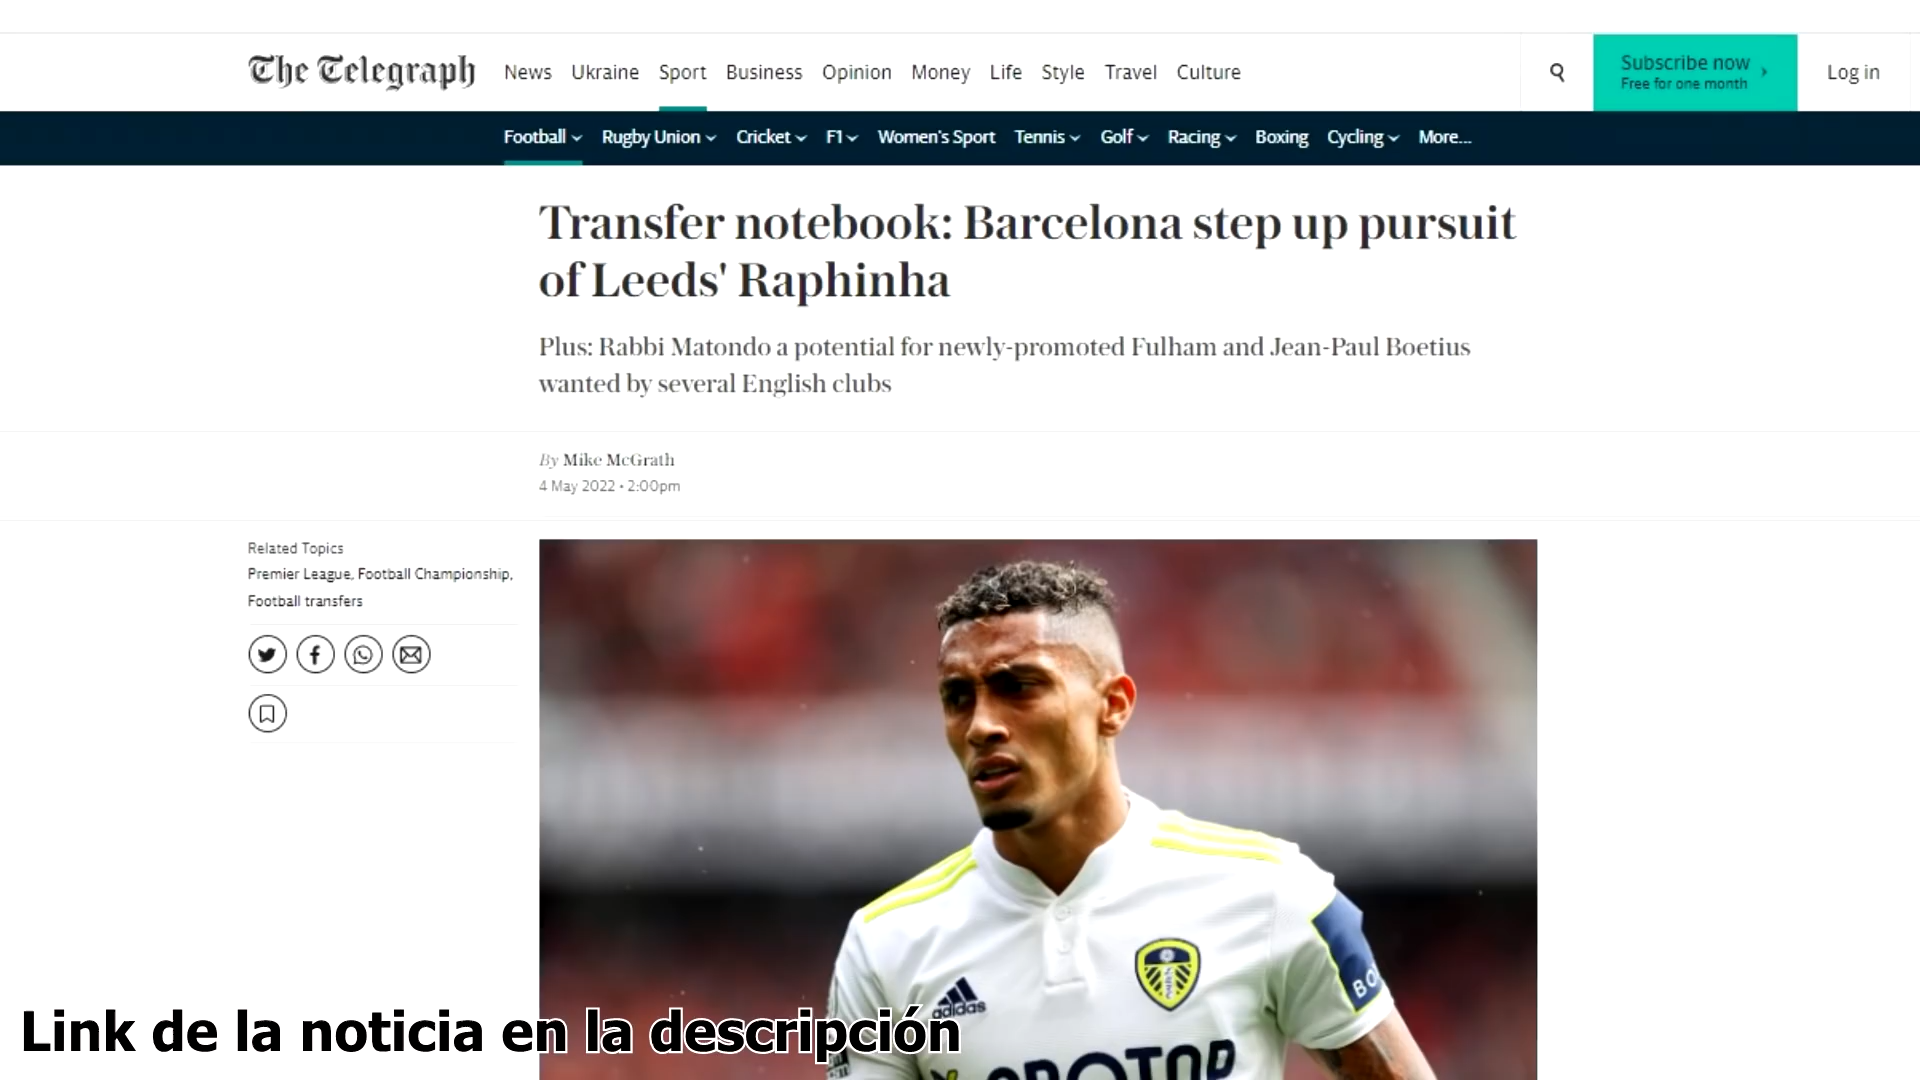 The Telegraph
News Ukraine Sport Business Opinion Money Life Style Travel Culture
Subscribe now
Free for one month
Log in
Football Rugby Union Cricket F1 Women's Sport Tennis Golf Racing Boxing Cycling More...
Transfer notebook: Barcelona step up pursuit
of Leeds' Raphinha
Plus: Rabbi Matondo a potential for newly-promoted Fulham and Jean-Paul Boetius
wanted by several English clubs
By Mike McGrath
4 May 2022 • 2:00pm
Related Topics
Premier League, Football Championship,
Football transfers
adidas
BO
Link de la noticia en la descripción